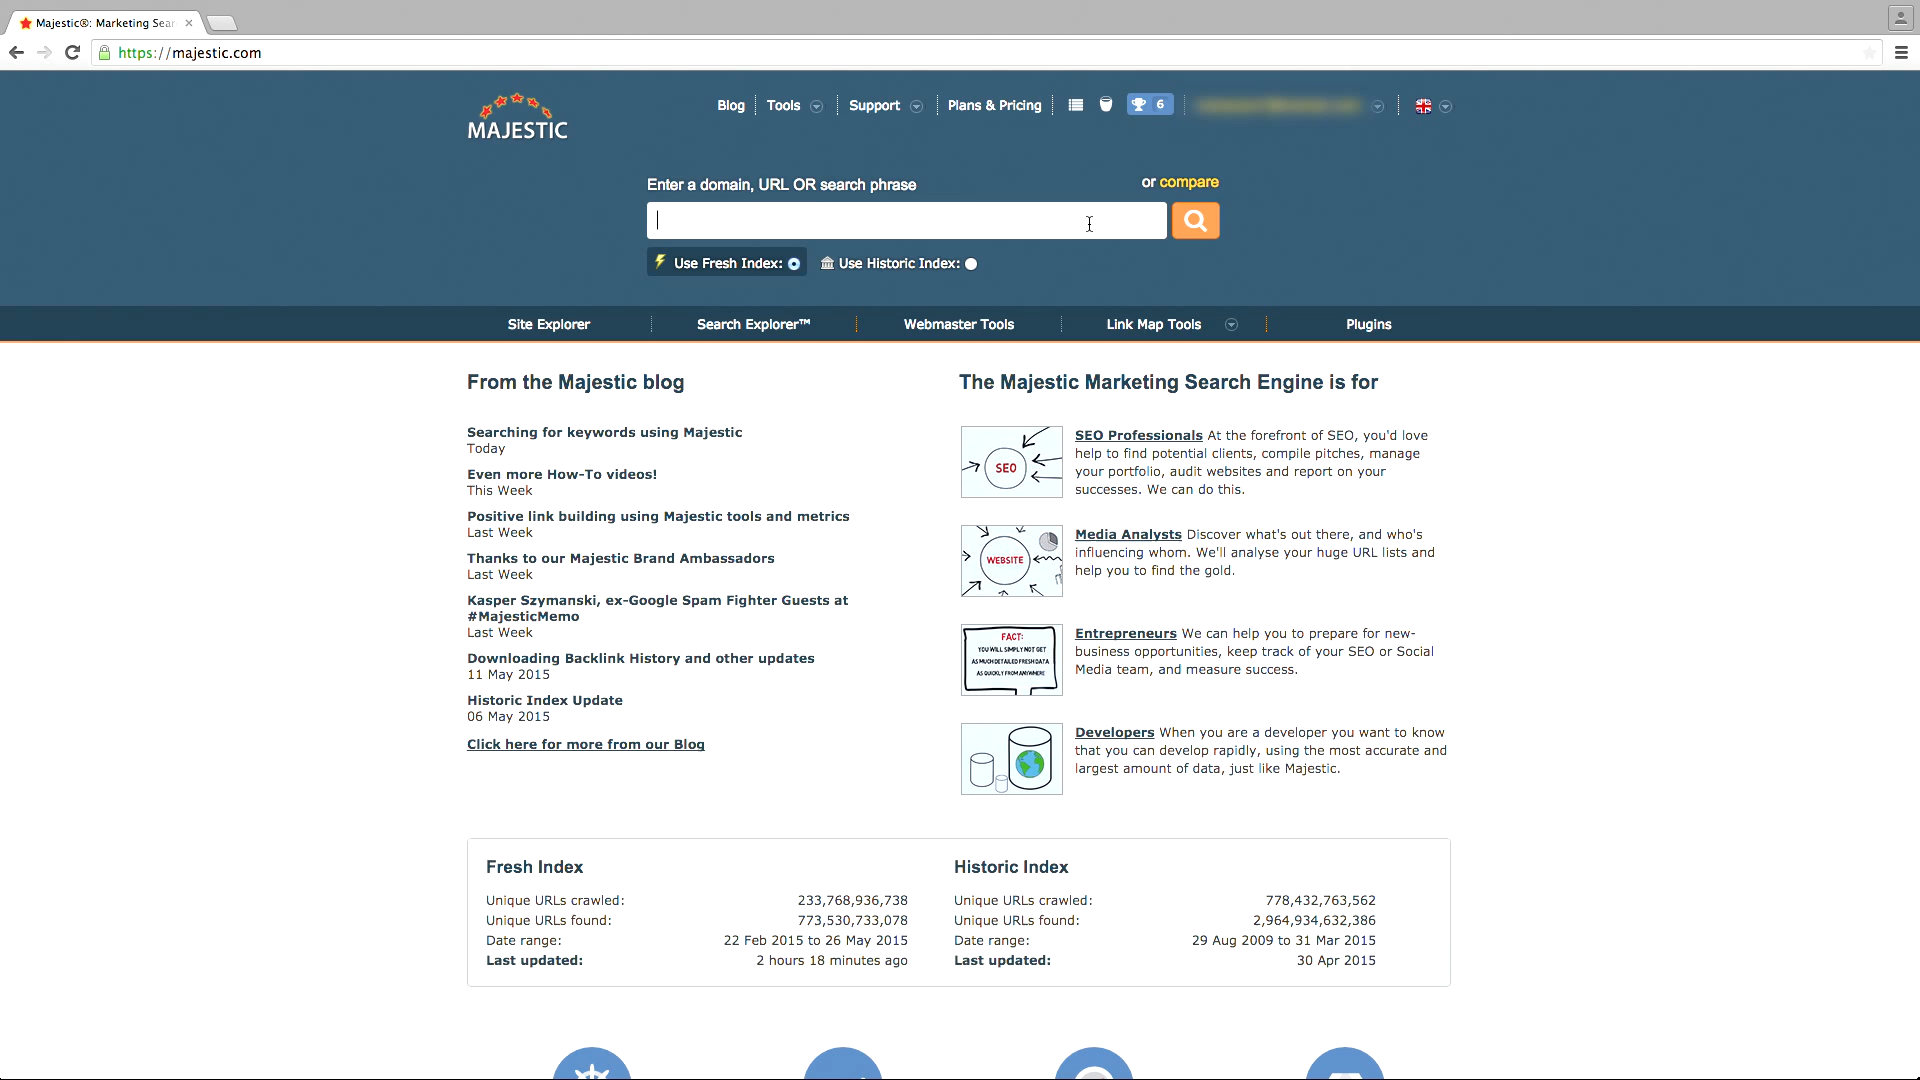 Majestic®: Marketing Sear
https://majestic.com
MAJESTIC
Blog
Tools
Support
Plans & Pricing
6
Enter a domain, URL OR search phrase
or compare
Use Fresh Index:
Use Historic Index:
Site Explorer
Search Explorer™
Webmaster Tools
Link Map Tools
Plugins
From the Majestic blog
Searching for keywords using Majestic
Today
Even more How-To videos!
This Week
Positive link building using Majestic tools and metrics
Last Week
Thanks to our Majestic Brand Ambassadors
Last Week
Kasper Szymanski, ex-Google Spam Fighter Guests at
#MajesticMemo
Last Week
Downloading Backlink History and other updates
11 May 2015
Historic Index Update
06 May 2015
Click here for more from our Blog
The Majestic Marketing Search Engine is for
SEO
SEO Professionals At the forefront of SEO, you'd love
help to find potential clients, compile pitches, manage
your portfolio, audit websites and report on your
successes. We can do this.
WEBSITE
Media Analysts Discover what's out there, and who's
influencing whom. We'll analyse your huge URL lists and
help you to find the gold.
FACT:
YOU WILL SIMPLY NOT GET
AS MUCH DETAILED FRESH DATA
AS QUICKLY FROM ANYWHERE
Entrepreneurs We can help you to prepare for new-
business opportunities, keep track of your SEO or Social
Media team, and measure success.
Developers When you are a developer you want to know
that you can develop rapidly, using the most accurate and
largest amount of data, just like Majestic.
Fresh Index
Unique URLs crawled: 233,768,936,738
Unique URLs found: 773,530,733,078
Date range: 22 Feb 2015 to 26 May 2015
Last updated: 2 hours 18 minutes ago
Historic Index
Unique URLs crawled: 778,432,763,562
Unique URLs found: 2,964,934,632,386
Date range: 29 Aug 2009 to 31 Mar 2015
Last updated: 30 Apr 2015